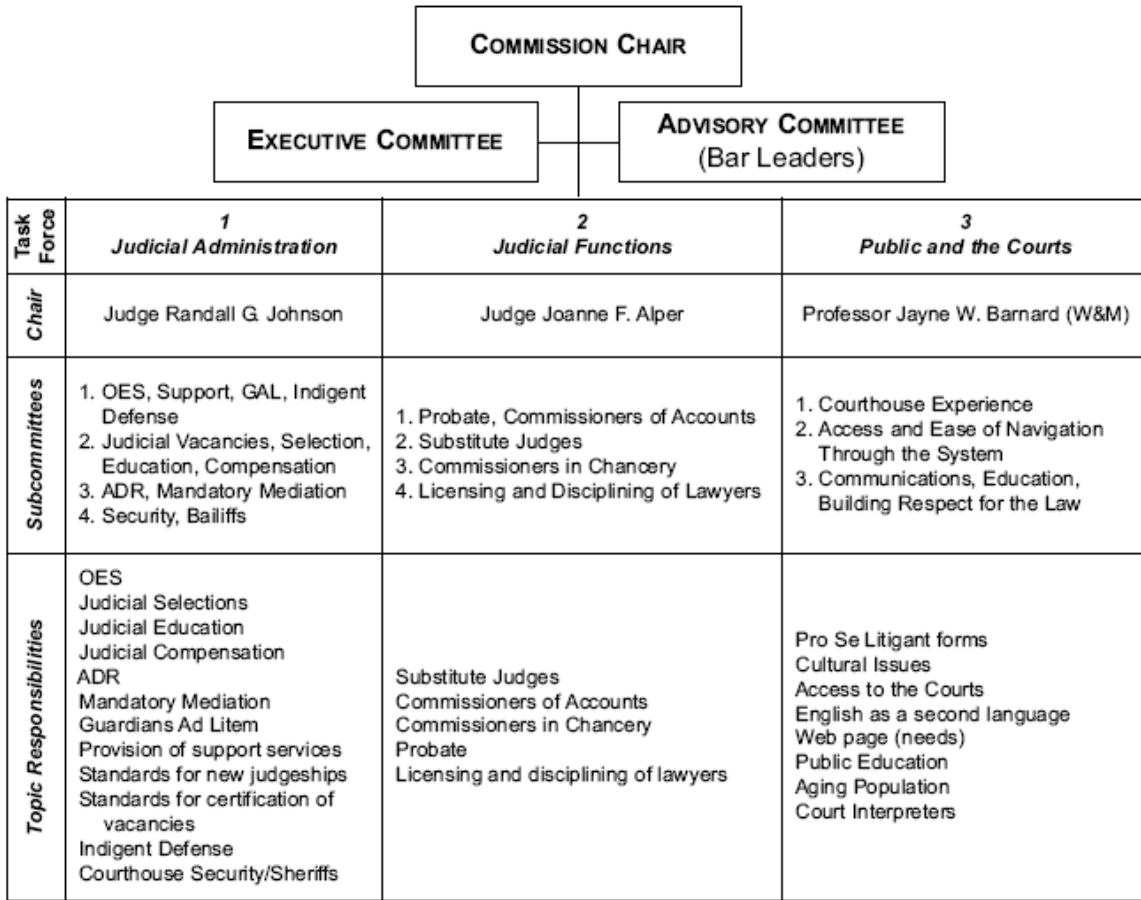 COMMISSION CHAIR
EXECUTIVE COMMITTEE
ADVISORY COMMITTEE
(Bar Leaders)
Task
Force
1
Judicial Administration
2
Judicial Functions
3
Public and the Courts
Chair
Judge Randall G. Johnson
Judge Joanne F. Alper
Professor Jayne W. Barnard (W&M)
Subcommittees
1. OES, Support, GAL, Indigent
Defense
2. Judicial Vacancies, Selection,
Education, Compensation
3. ADR, Mandatory Mediation
4. Security, Bailiffs
1. Probate, Commissioners of Accounts
2. Substitute Judges
3. Commissioners in Chancery
4. Licensing and Disciplining of Lawyers
1. Courthouse Experience
2. Access and Ease of Navigation
Through the System
3. Communications, Education,
Building Respect for the Law
Topic Responsibilities
OES
Judicial Selections
Judicial Education
Judicial Compensation
ADR
Mandatory Mediation
Guardians Ad Litem
Provision of support services
Standards for new judgeships
Standards for certification of
vacancies
Indigent Defense
Courthouse Security/Sheriffs
Substitute Judges
Commissioners of Accounts
Commissioners in Chancery
Probate
Licensing and disciplining of lawyers
Pro Se Litigant forms
Cultural Issues
Access to the Courts
English as a second language
Web page (needs)
Public Education
Aging Population
Court Interpreters